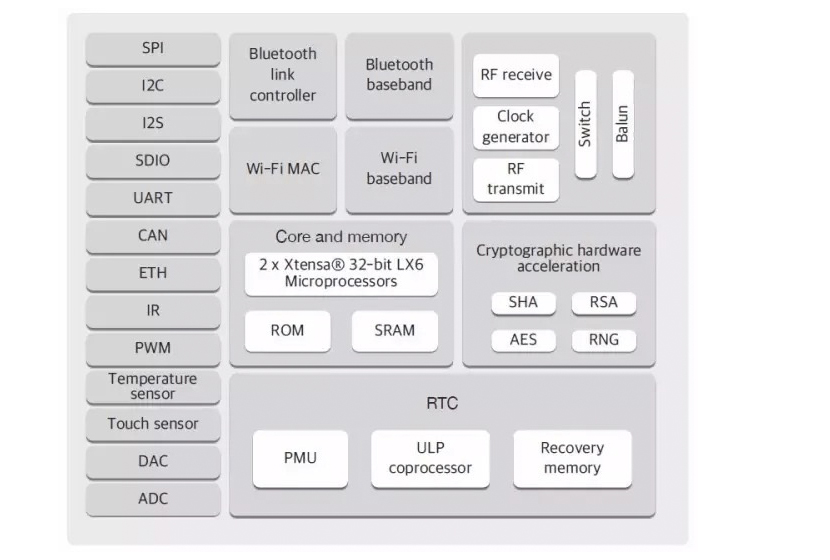 SPI
I2C
I2S
SDIO
UART
CAN
ETH
IR
PWM
Temperature
sensor
Touch sensor
DAC
ADC
Bluetooth
link
controller
Bluetooth
baseband
Wi-Fi MAC
Wi-Fi
baseband
RF receive
Clock
generator
RF
transmit
Switch
Balun
Core and memory
2 x Xtensa® 32-bit LX6
Microprocessors
ROM
SRAM
Cryptographic hardware
acceleration
SHA
RSA
AES
RNG
RTC
PMU
ULP
coprocessor
Recovery
memory